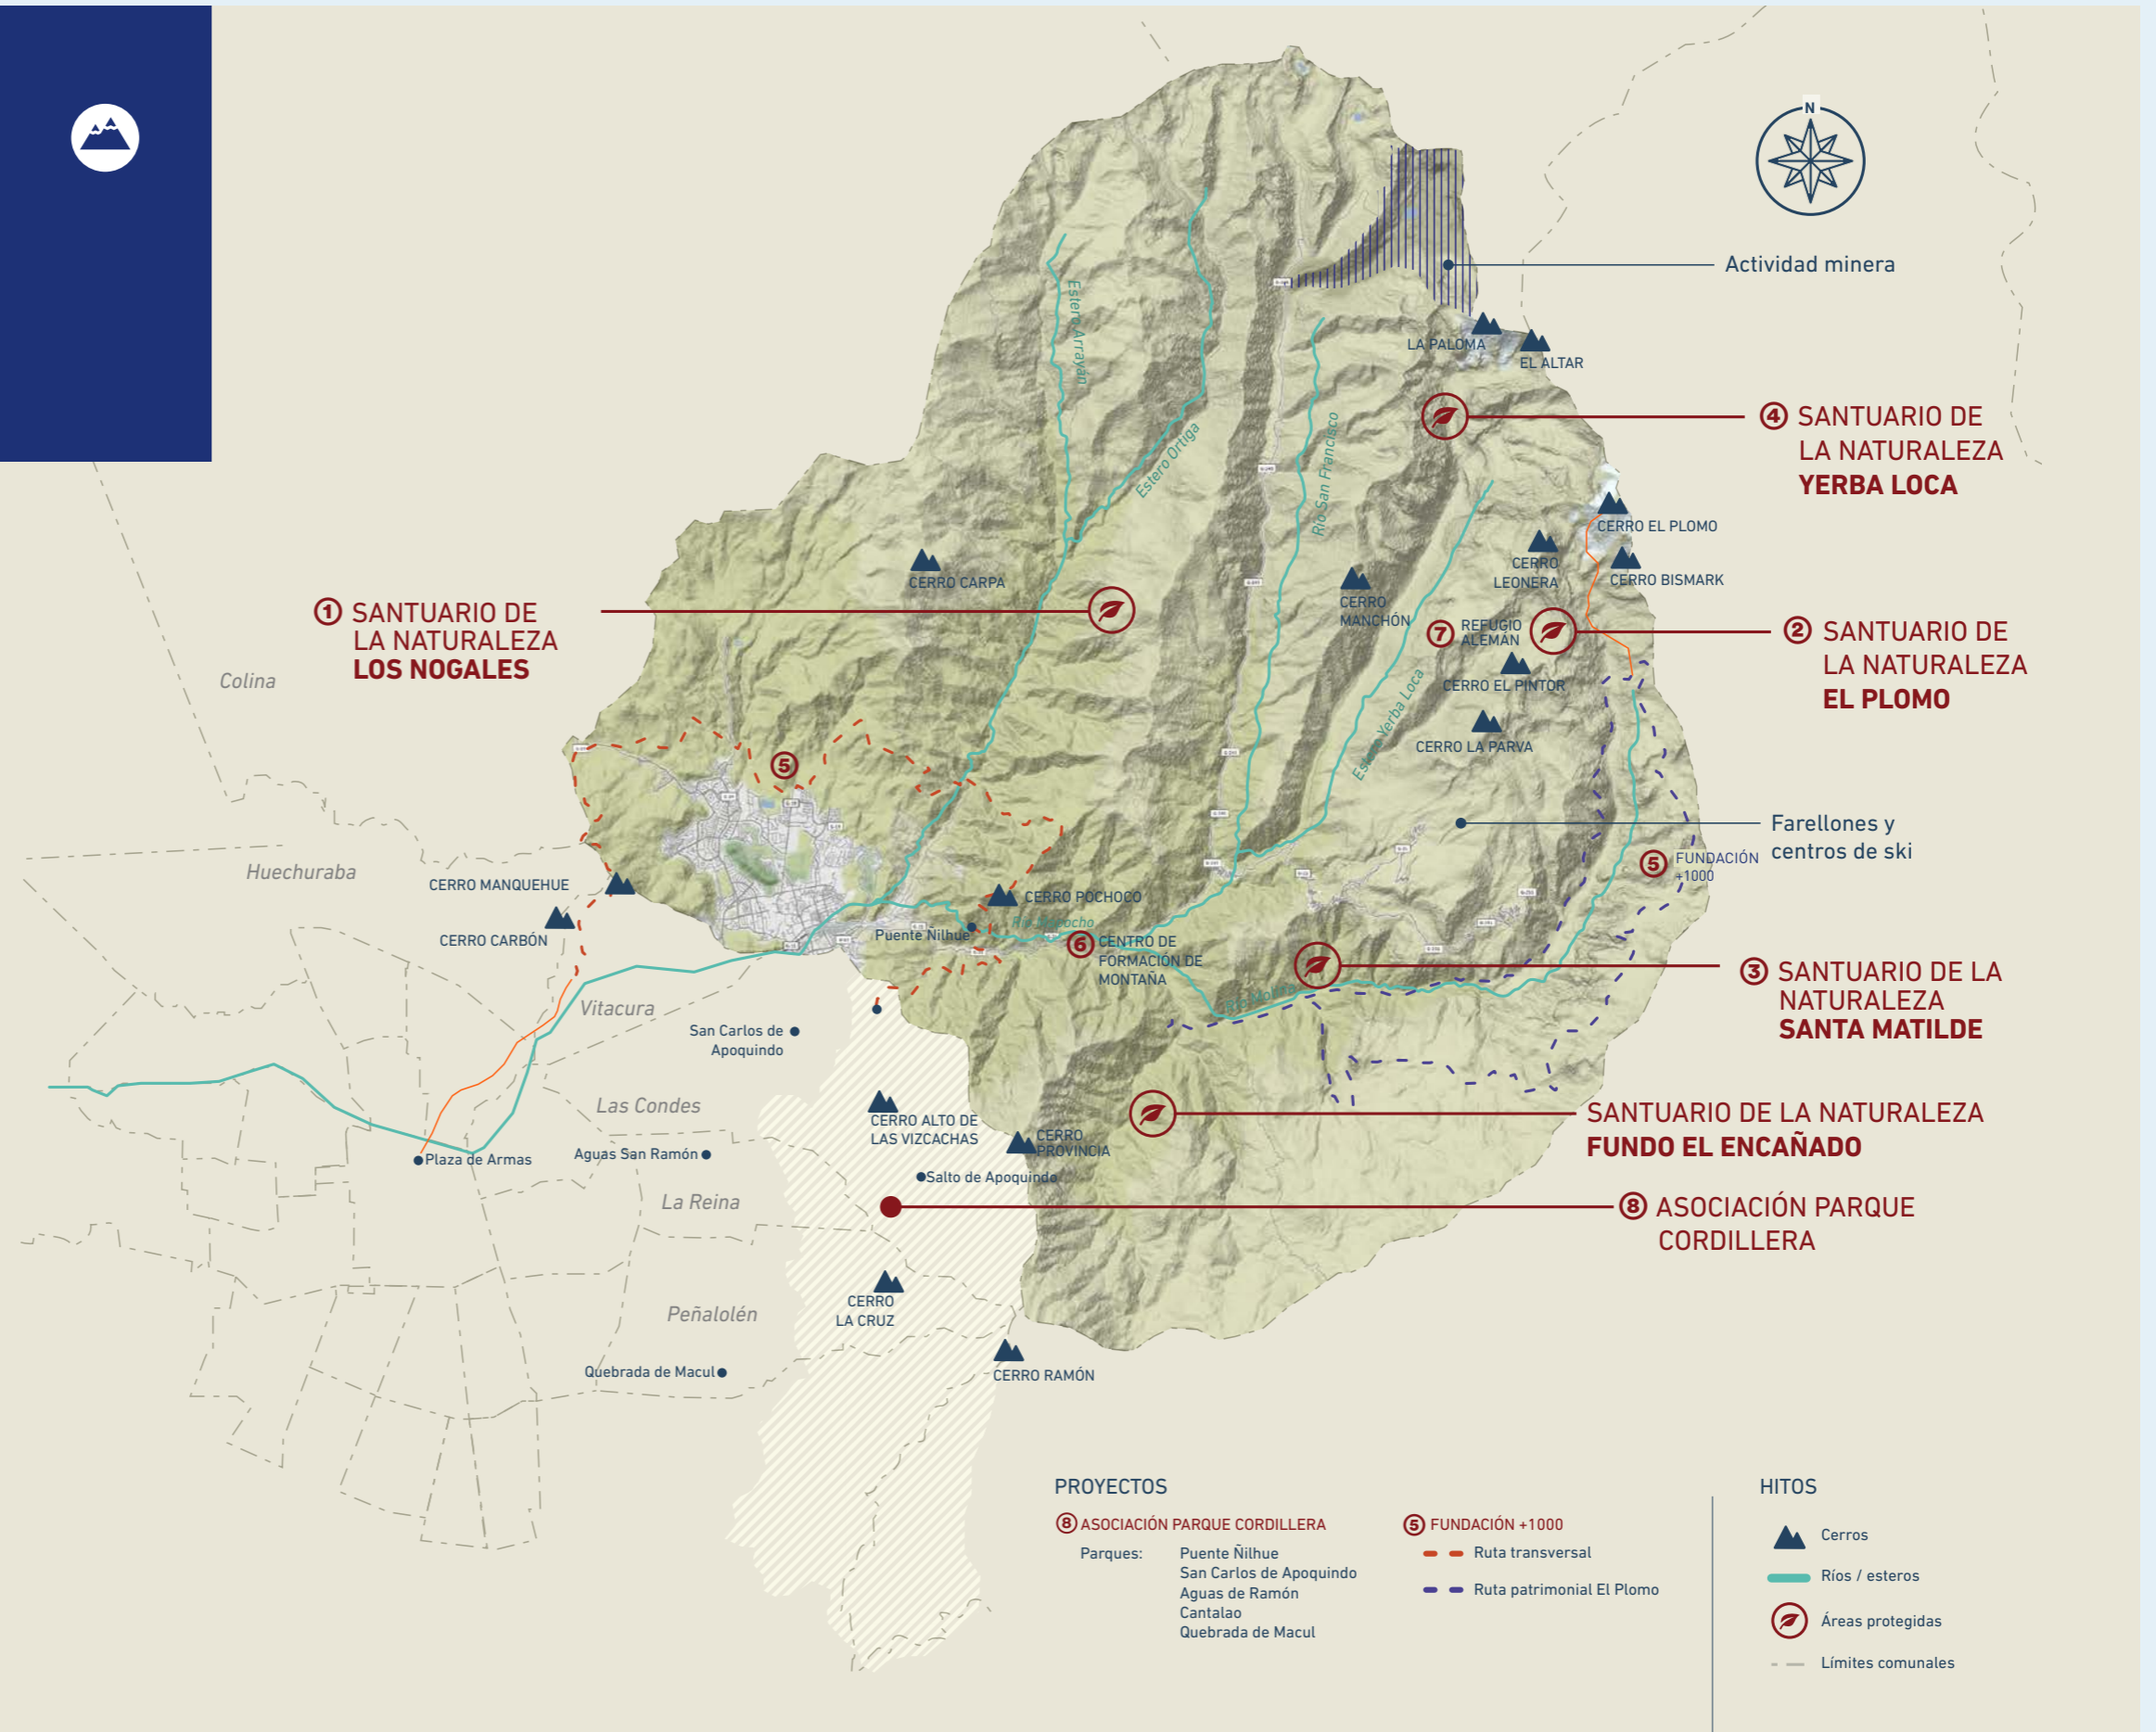 N
Actividad minera
LA PALOMA
EL ALTAR
④ SANTUARIO DE
LA NATURALEZA
YERBA LOCA
Estero Arrayán
Estero Ortiga
Río San Francisco
CERRO EL PLOMO
CERRO
LEONERA
CERRO BISMARK
CERRO CARPA
CERRO
MANCHÓN
① SANTUARIO DE
LA NATURALEZA
LOS NOGALES
⑦ REFUGIO
ALEMÁN
② SANTUARIO DE
LA NATURALEZA
EL PLOMO
CERRO EL PINTOR
Colina
Estero Yerba Loca
CERRO LA PARVA
⑤
Farellones y
centros de ski
⑤ FUNDACIÓN
+1000
Huechuraba
CERRO MANQUEHUE
CERRO CARBÓN
CERRO POCHOCO
Puente Ñilhue
⑥ CENTRO DE
FORMACIÓN DE
MONTAÑA
③ SANTUARIO DE LA
NATURALEZA
SANTA MATILDE
Vitacura
San Carlos de
Apoquindo
Las Condes
CERRO ALTO DE
LAS VIZCACHAS
CERRO
PROVINCIA
SANTUARIO DE LA NATURALEZA
FUNDO EL ENCAÑADO
Plaza de Armas
Aguas San Ramón
Salto de Apoquindo
La Reina
⑧ ASOCIACIÓN PARQUE
CORDILLERA
CERRO
LA CRUZ
Peñalolén
Quebrada de Macul
CERRO RAMÓN
PROYECTOS
⑧ ASOCIACIÓN PARQUE CORDILLERA
Parques: Puente Ñilhue
San Carlos de Apoquindo
Aguas de Ramón
Cantalao
Quebrada de Macul
⑤ FUNDACIÓN +1000
Ruta transversal
Ruta patrimonial El Plomo
HITOS
Cerros
Ríos / esteros
Áreas protegidas
Límites comunales